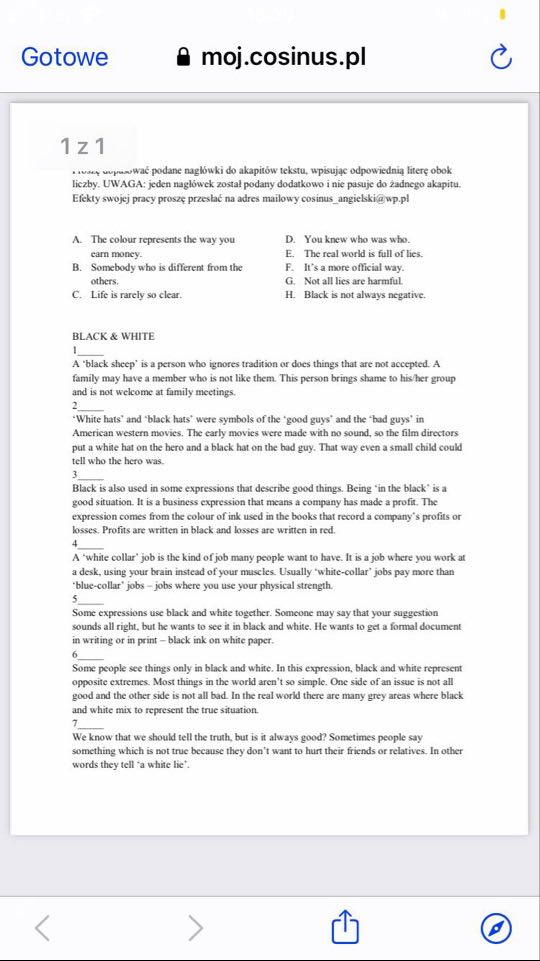 Gotowe
moj.cosinus.pl
1 z 1
podane nagłówki do akapitów tekstu, wpisując odpowiednią literę obok
liczby. UWAGA: jeden nagłówek został podany dodatkowo i nie pasuje do żadnego akapitu.
Efekty swojej pracy proszę przesłać na adres mailowy cosinus_angielski@wp.pl
A. The colour represents the way you
earn money.
B. Somebody who is different from the
others.
C. Life is rarely so clear.
D. You knew who was who.
E. The real world is full of lies.
F. It's a more official way.
G. Not all lies are harmful.
H. Black is not always negative.
BLACK & WHITE
1_____
A 'black sheep' is a person who ignores tradition or does things that are not accepted. A
family may have a member who is not like them. This person brings shame to his/her group
and is not welcome at family meetings.
2_____
'White hats' and 'black hats' were symbols of the 'good guys' and the 'bad guys' in
American western movies. The early movies were made with no sound, so the film directors
put a white hat on the hero and a black hat on the bad guy. That way even a small child could
tell who the hero was.
3_____
Black is also used in some expressions that describe good things. Being 'in the black' is a
good situation. It is a business expression that means a company has made a profit. The
expression comes from the colour of ink used in the books that record a company's profits or
losses. Profits are written in black and losses are written in red.
4_____
A 'white collar' job is the kind of job many people want to have. It is a job where you work at
a desk, using your brain instead of your muscles. Usually 'white-collar' jobs pay more than
'blue-collar' jobs – jobs where you use your physical strength.
5_____
Some expressions use black and white together. Someone may say that your suggestion
sounds all right, but he wants to see it in black and white. He wants to get a formal document
in writing or in print – black ink on white paper.
6_____
Some people see things only in black and white. In this expression, black and white represent
opposite extremes. Most things in the world aren't so simple. One side of an issue is not all
good and the other side is not all bad. In the real world there are many grey areas where black
and white mix to represent the true situation.
7_____
We know that we should tell the truth, but is it always good? Sometimes people say
something which is not true because they don't want to hurt their friends or relatives. In other
words they tell 'a white lie'.